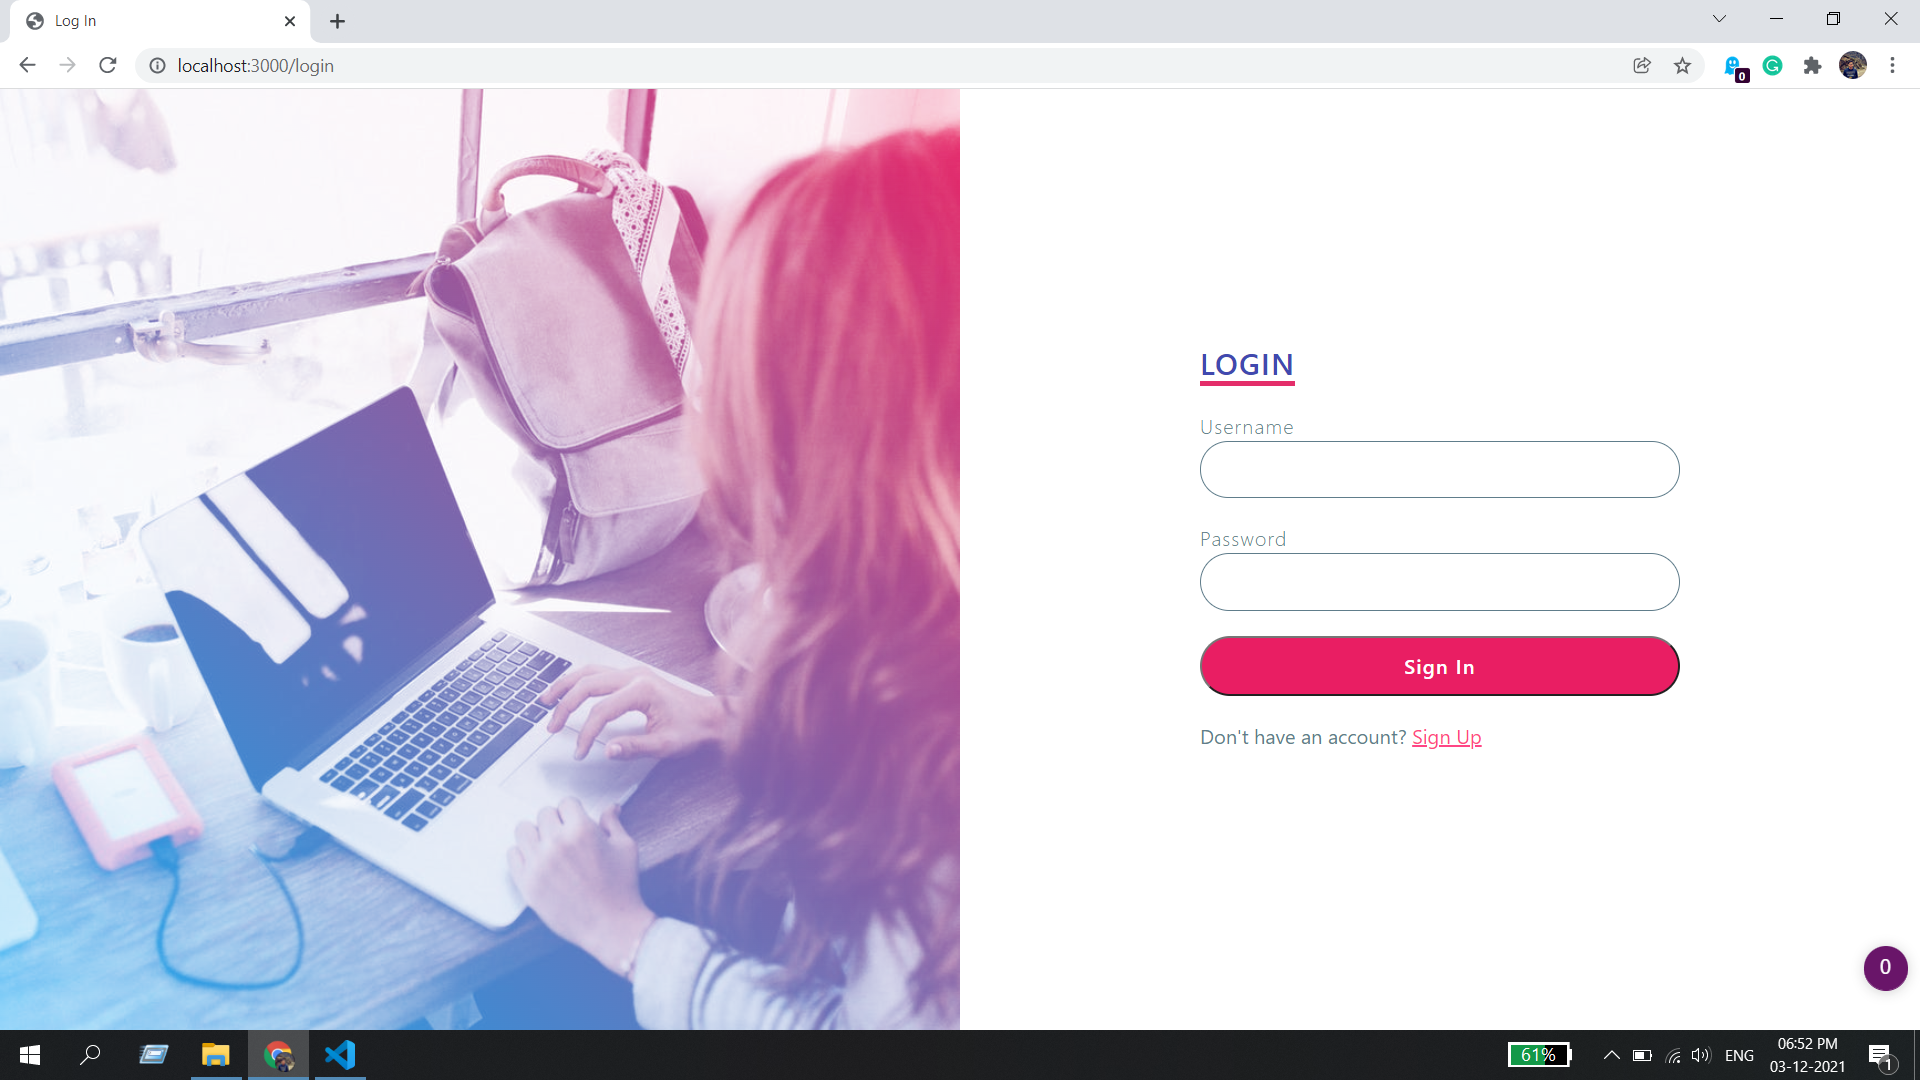 Log In
localhost:3000/login
0
LOGIN
Username
Password
Sign In
Don't have an account? Sign Up
0
61%
ENG
06:52 PM
03-12-2021
1